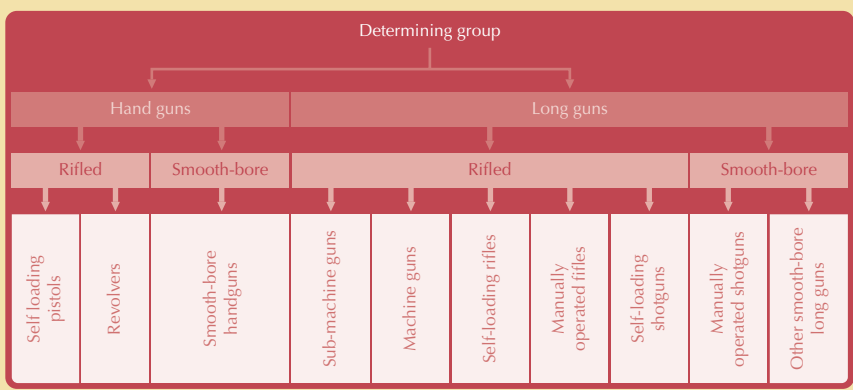 Determining group
Hand guns
Long guns
Rifled
Smooth-bore
Rifled
Smooth-bore
Self loading
pistols
Revolvers
Smooth-bore
handguns
Sub-machine guns
Machine guns
Self-loading rifles
Manually
operated fifles
Self-loading
shotguns
Manually
operated shotguns
Other smooth-bore
long guns